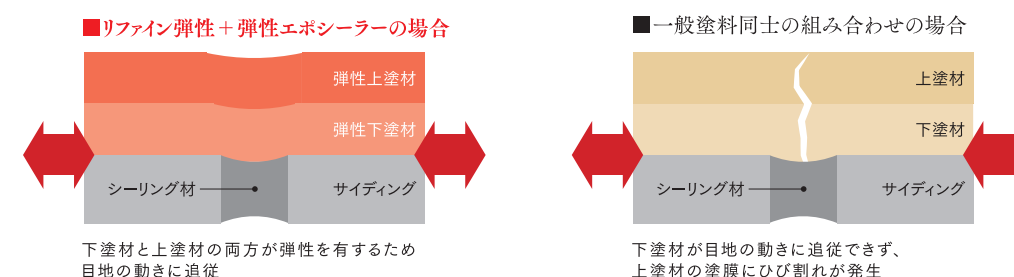 ■リファイン弾性＋弾性エポシーラーの場合
弾性上塗材
弾性下塗材
シーリング材
サイディング
下塗材と上塗材の両方が弾性を有するため
目地の動きに追従
■一般塗料同士の組み合わせの場合
上塗材
下塗材
シーリング材
サイディング
下塗材が目地の動きに追従できず、
上塗材の塗膜にひび割れが発生